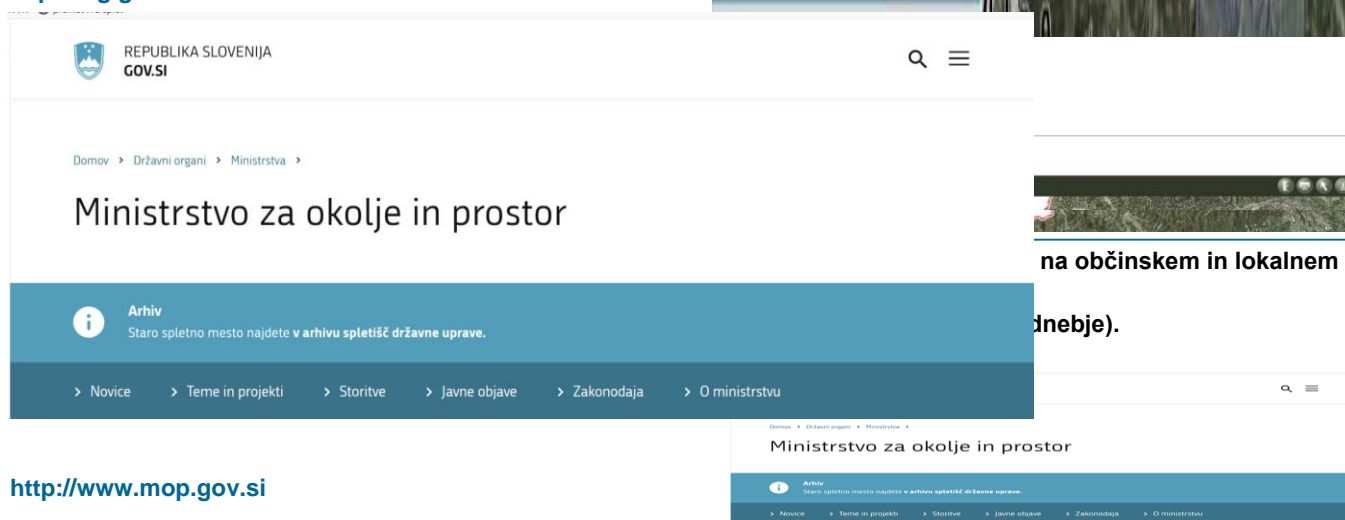 REPUBLIKA SLOVENIJA
GOV.SI
Domov > Državni organi > Ministrstva >
Ministrstvo za okolje in prostor
na občinskem in lokalnem
Arhiv
Staro spletno mesto najdete v arhivu spletišč državne uprave.
> Novice > Teme in projekti > Storitve > Javne objave > Zakonodaja > O ministrstvu
Domov > Državni organi > Ministrstva >
Ministrstvo za okolje in prostor
http://www.mop.gov.si
Arhiv
Staro spletno mesto najdete v arhivu spletišč državne uprave.
> Novice > Teme in projekti > Storitve > Javne objave > Zakonodaja > O ministrstvu